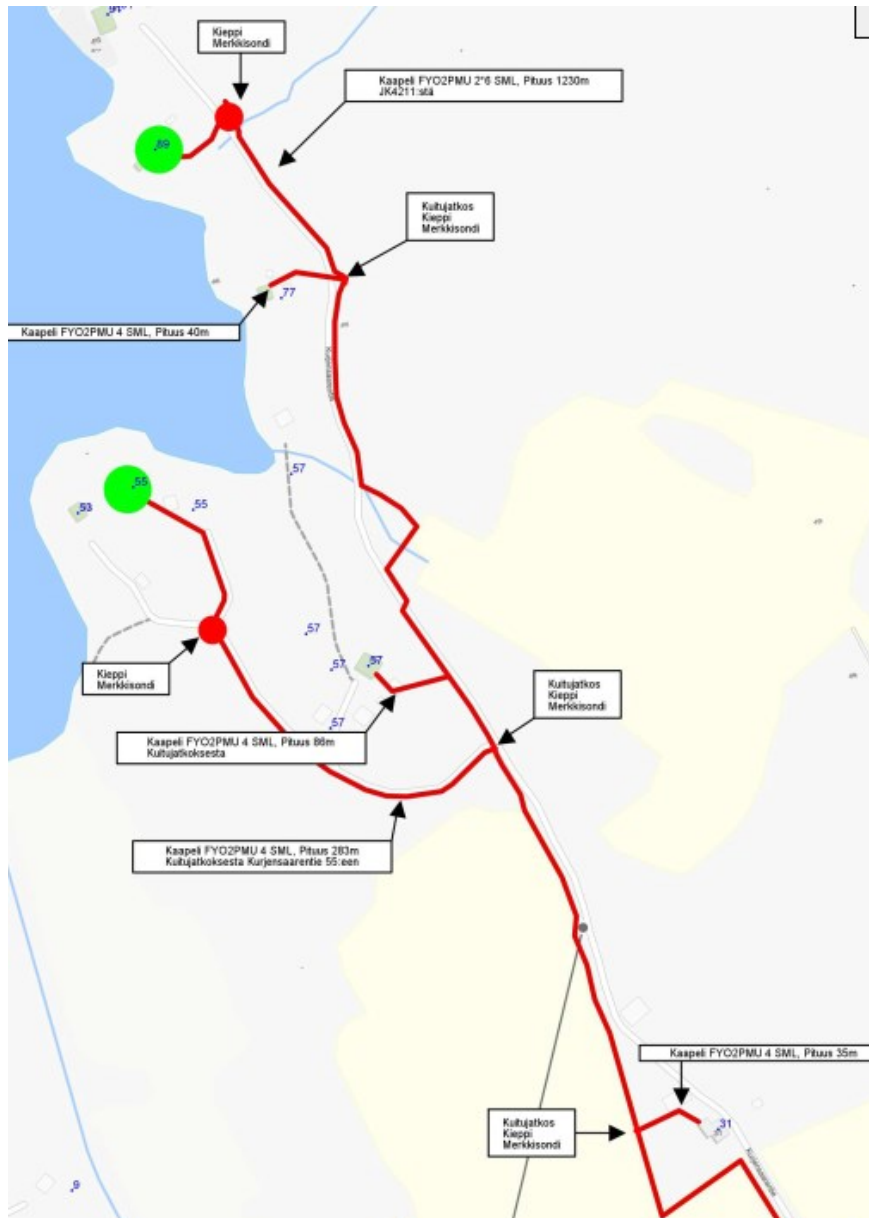 Kieppi
Merkkisondi
Kaapeli FYO2PMU 2*6 SML, Pituus 1230m
JK4211:stä
89
Kuitujatkos
Kieppi
Merkkisondi
77
Kaapeli FYO2PMU 4 SML, Pituus 40m
Kurjensaarentie
57
55
55
53
57
57
57
Kieppi
Merkkisondi
Kuitujatkos
Kieppi
Merkkisondi
57
Kaapeli FYO2PMU 4 SML, Pituus 86m
Kuitujatkoksesta
Kaapeli FYO2PMU 4 SML, Pituus 283m
Kuitujatkoksesta Kurjensaarentie 55:een
Kaapeli FYO2PMU 4 SML, Pituus 35m
Kuitujatkos
Kieppi
Merkkisondi
31
Kurjensaarentie
9